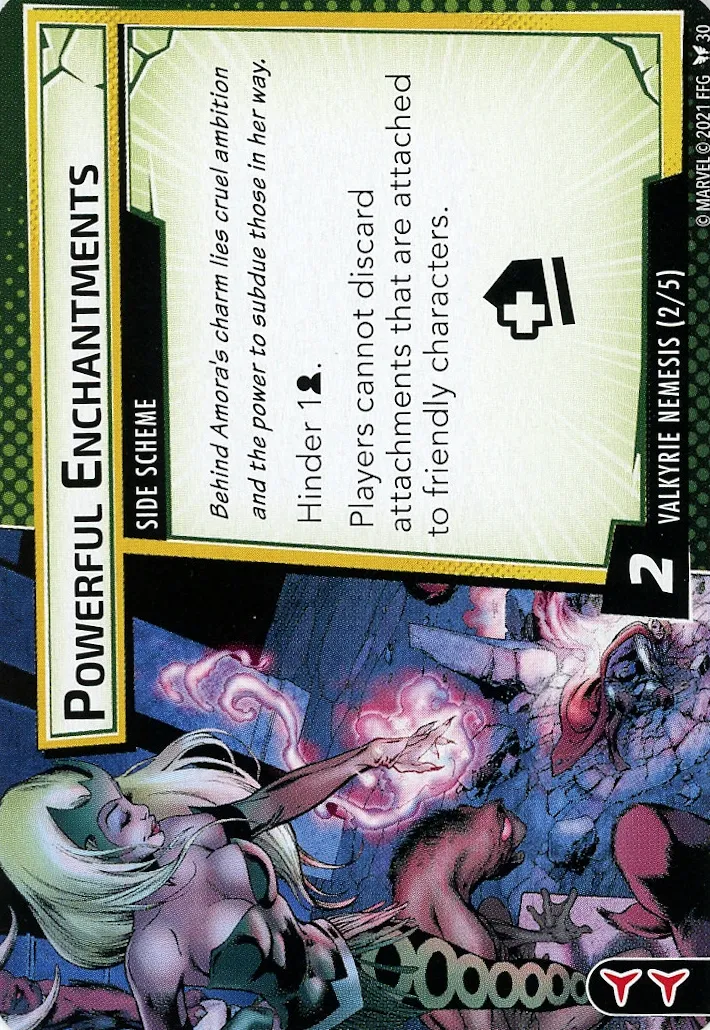 POWERFUL ENCHANTMENTS
SIDE SCHEME
Behind Amora's charm lies cruel ambition
and the power to subdue those in her way.
Hinder 1.
Players cannot discard
attachments that are attached
to friendly characters.
2
VALKYRIE NEMESIS (2/5)
© MARVEL © 2021 FFG 30